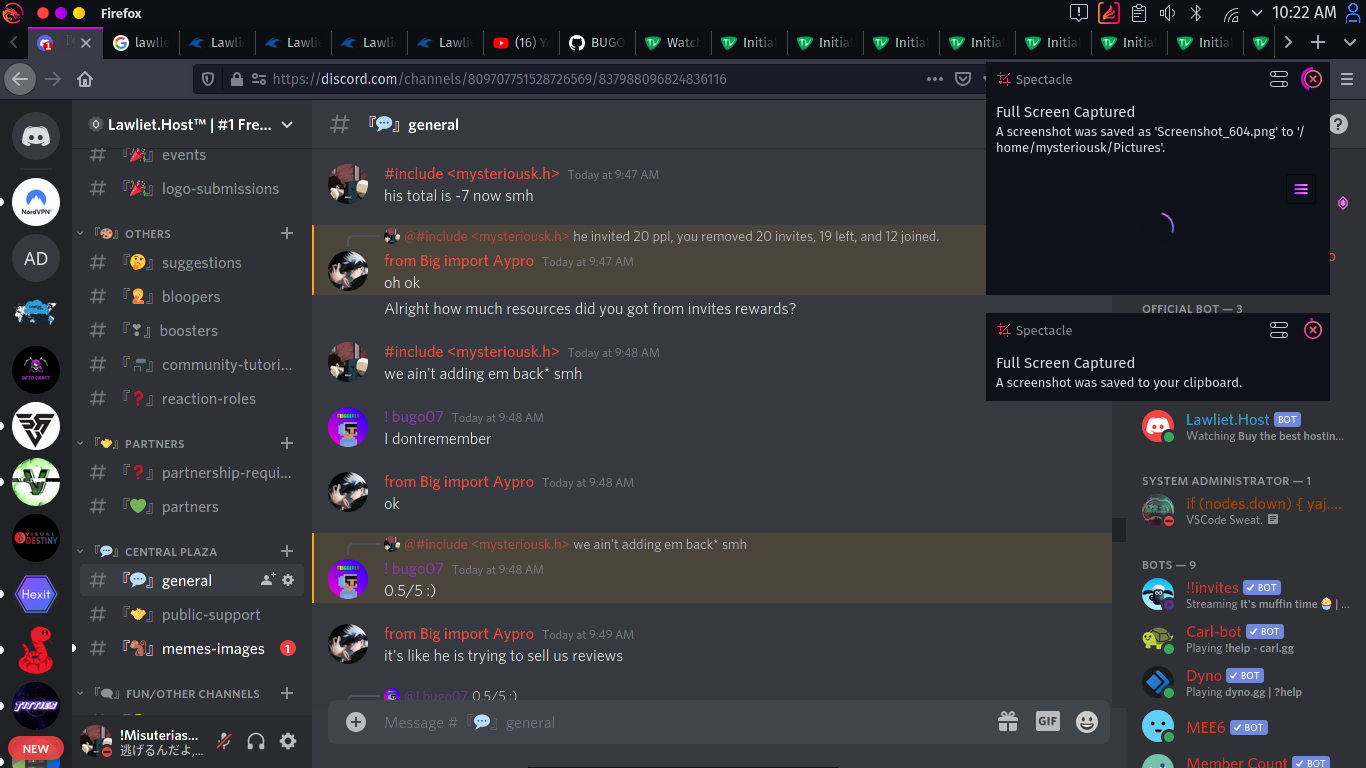 Firefox
10:22 AM
lawlie
Lawli
Lawli
Lawli
Lawli
(16) Y
BUGO
Watch
Initia
Initia
Initia
Initia
Initia
Initia
Initia
https://discord.com/channels/809707751528726569/837988096824836116
Spectacle
Full Screen Captured
A screenshot was saved as 'Screenshot_604.png' to '/
home/mysteriousk/Pictures'.
Spectacle
Full Screen Captured
A screenshot was saved to your clipboard.
NordVPN
AD
DETO CRAFT
VISUAL
DESTINY
Hexit
NEW
Lawliet.Host™ | #1 Fre...
events
logo-submissions
OTHERS
suggestions
bloopers
boosters
community-tutori...
reaction-roles
PARTNERS
partnership-requi...
partners
CENTRAL PLAZA
general
public-support
memes-images
1
FUN/OTHER CHANNELS
!Misuterias...
逃げるんだよ,...
『💬』 general
#include <mysteriousk.h> Today at 9:47 AM
his total is -7 now smh
@#include <mysteriousk.h> he invited 20 ppl, you removed 20 invites, 19 left, and 12 joined.
from Big import Aypro Today at 9:47 AM
oh ok
Alright how much resources did you got from invites rewards?
#include <mysteriousk.h> Today at 9:48 AM
we ain't adding em back* smh
! bugo07 Today at 9:48 AM
I dontremember
from Big import Aypro Today at 9:48 AM
ok
@#include <mysteriousk.h> we ain't adding em back* smh
! bugo07 Today at 9:48 AM
0.5/5 :)
from Big import Aypro Today at 9:49 AM
it's like he is trying to sell us reviews
@! bugo07 0.5/5 :)
Message # 『💬』 general
GIF
OFFICIAL BOT — 3
Lawliet.Host BOT
Watching Buy the best hostin...
SYSTEM ADMINISTRATOR — 1
if (nodes.down) { yaj....
VSCode Sweat.
BOTS — 9
!!invites BOT
Streaming It's muffin time 🧁 | ...
Carl-bot BOT
Playing !help - carl.gg
Dyno BOT
Playing dyno.gg | ?help
MEE6 BOT
Member Count BOT